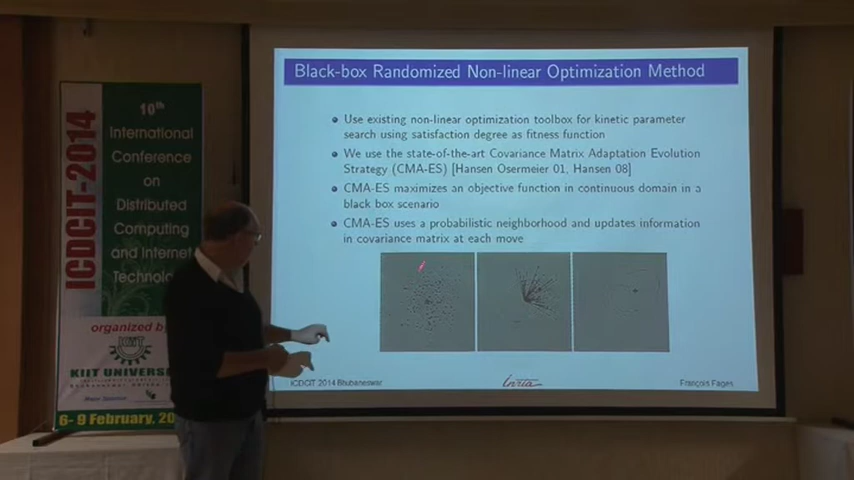 10th
International
Conference
on
Distributed
Computing
and Internet
Technolo
ICDCIT-2014
organized by
KIIT UNIVERS
6- 9 February, 20
Black-box Randomized Non-linear Optimization Method
Use existing non-linear optimization toolbox for kinetic parameter
search using satisfaction degree as fitness function
We use the state-of-the-art Covariance Matrix Adaptation Evolution
Strategy (CMA-ES) [Hansen Osermeier 01, Hansen 08]
CMA-ES maximizes an objective function in continuous domain in a
black box scenario
CMA-ES uses a probabilistic neighborhood and updates information
in covariance matrix at each move
ICDCIT 2014 Bhubaneswar
Inria
François Fages